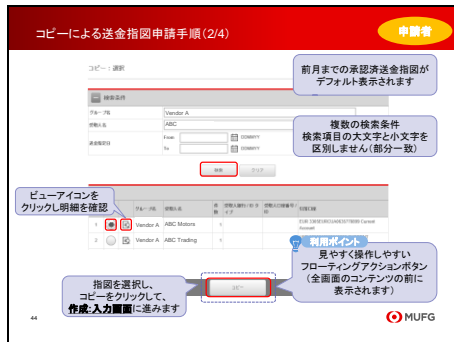 コピーによる送金指図申請手順(2/4)
申請者
コピー：選択
前月までの承認済送金指図が
デフォルト表示されます
検索条件
グループ名
Vendor A
受取人名
ABC
送金指定日
From
DDMMYY
To
DDMMYY
複数の検索条件
検索項目の大文字と小文字を
区別しません(部分一致)
検索
クリア
ビューアイコンを
クリックし明細を確認
グループ名
受取人名
1
Vendor A
ABC Motors
Account
2
Vendor A
ABC Trading
利用ポイント
見やすく操作しやすい
フローティングアクションボタン
(全画面のコンテンツの前に
表示されます)
指図を選択し、
コピーをクリックして、
作成:入力画面に進みます
コピー
44
MUFG